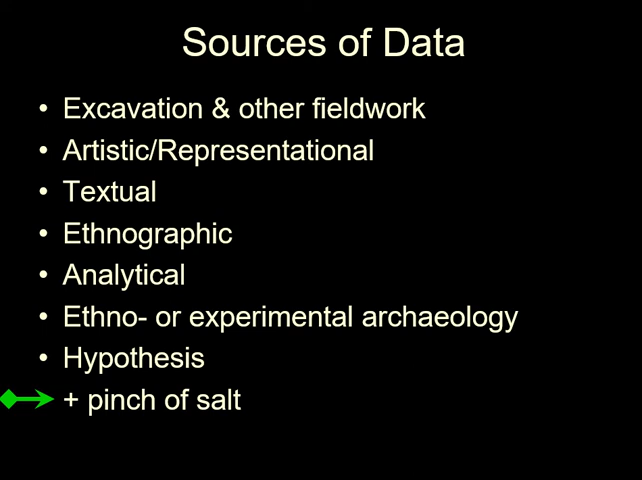 Sources of Data
• Excavation & other fieldwork
• Artistic/Representational
• Textual
• Ethnographic
• Analytical
• Ethno- or experimental archaeology
• Hypothesis
+ pinch of salt